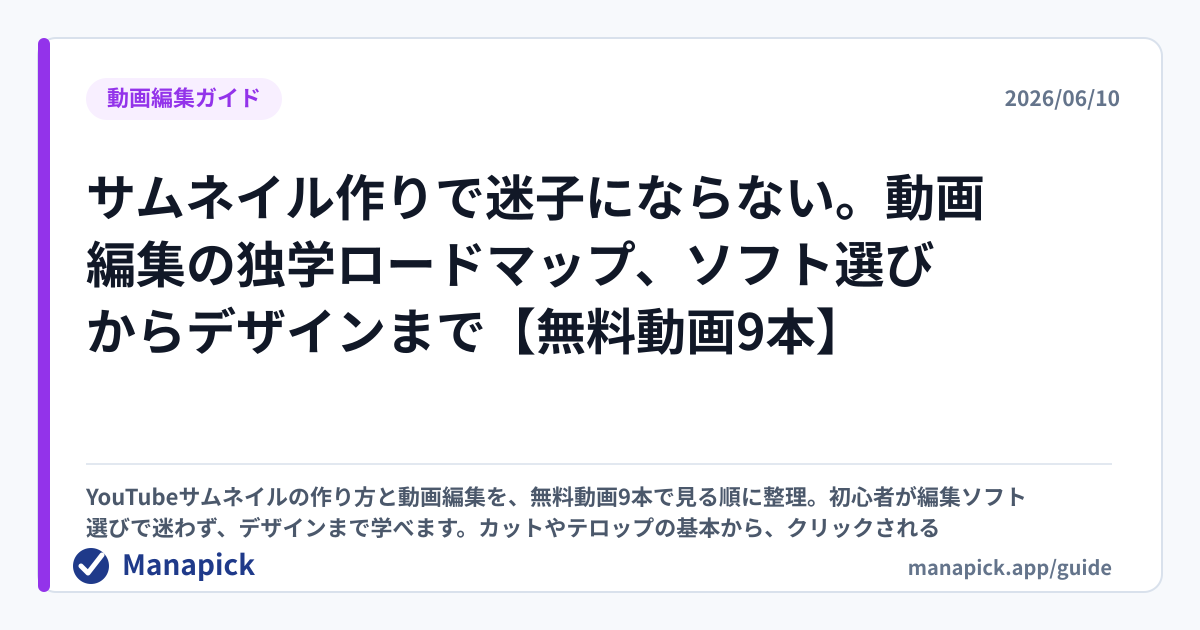 動画編集ガイド
2026/06/10
サムネイル作りで迷子にならない。動画
編集の独学ロードマップ、ソフト選び
からデザインまで【無料動画9本】
YouTubeサムネイルの作り方と動画編集を、無料動画9本で見る順に整理。初心者が編集ソフト
選びで迷わず、デザインまで学べます。カットやテロップの基本から、クリックされる
Manapick
manapick.app/guide